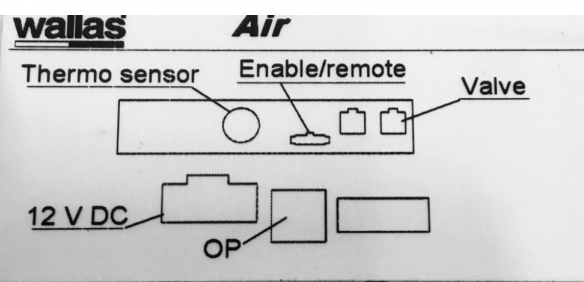 wallas Air
Thermo sensor
Enable/remote
Valve
12 V DC
OP